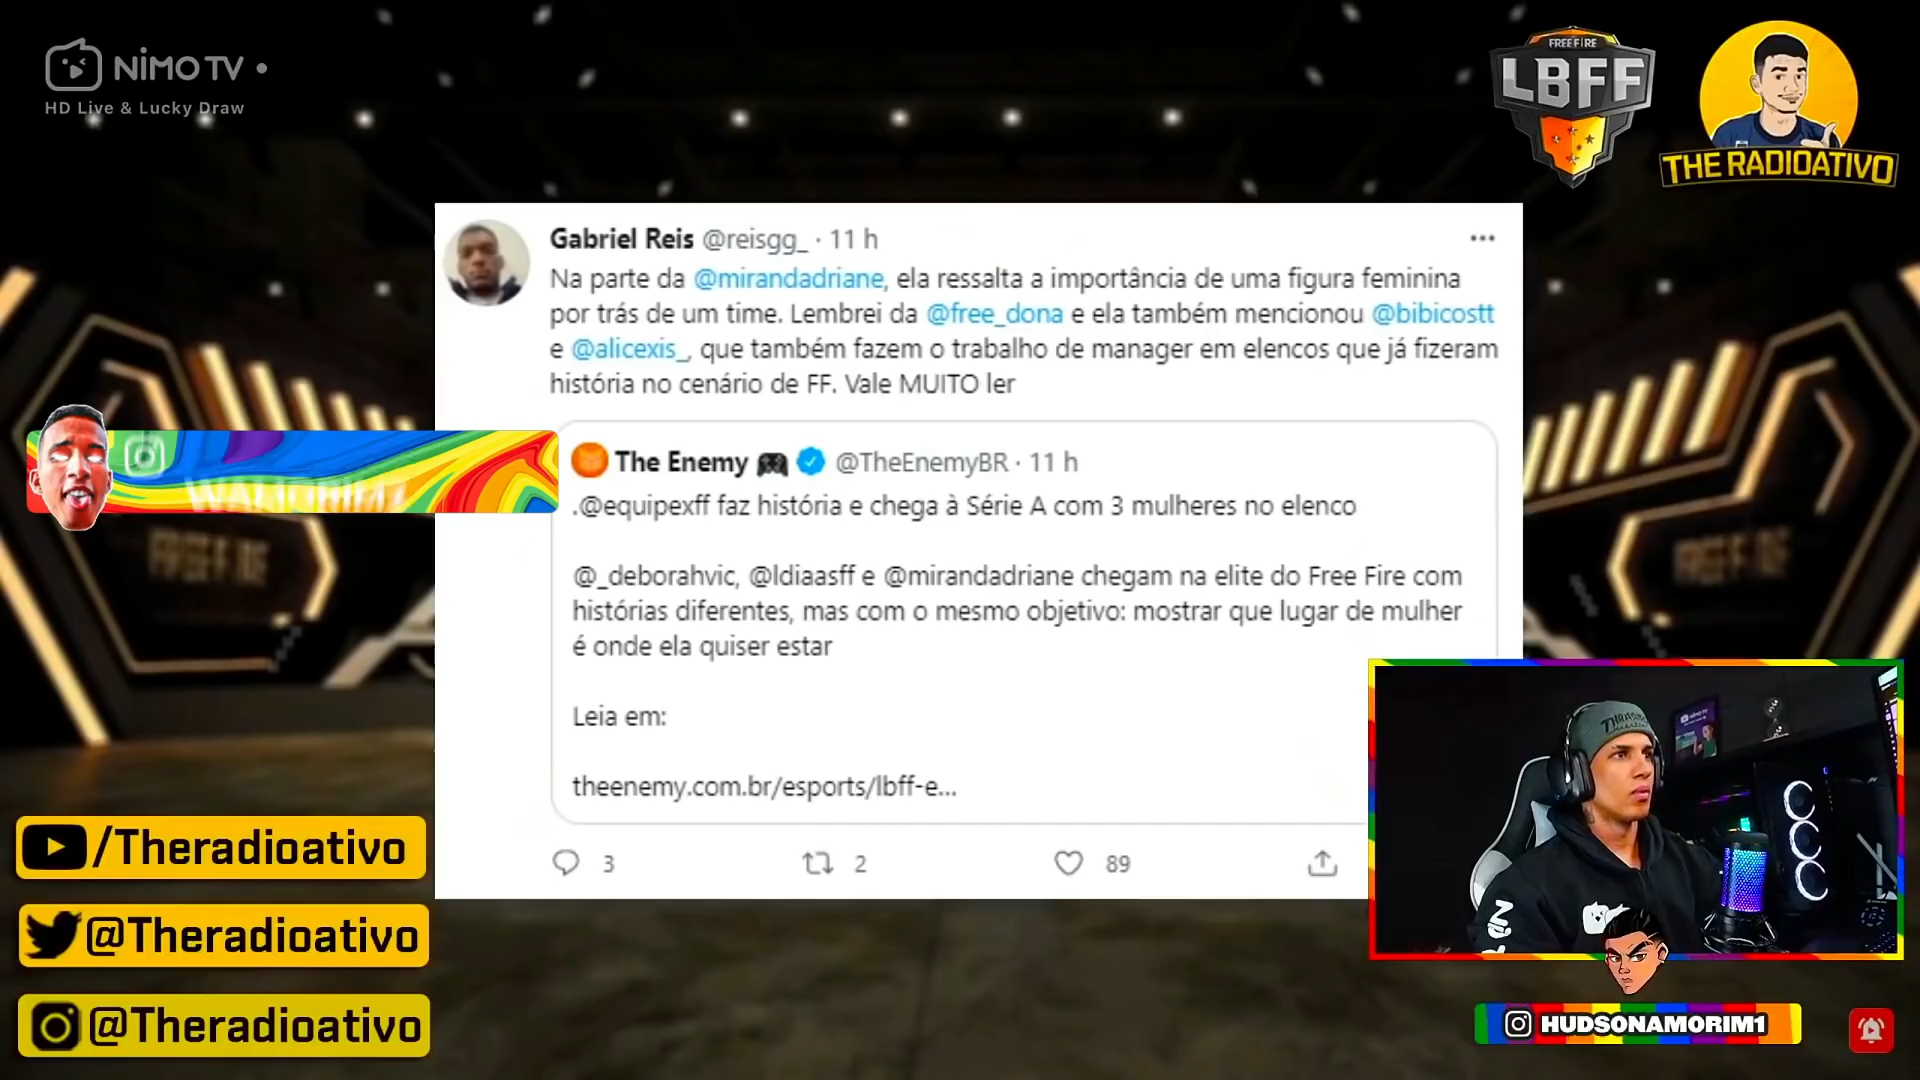 NIMO TV
HD Live & Lucky Draw
FREE FIRE
LBFF
THE RADIOATIVO
Gabriel Reis @reisgg_ · 11 h
Na parte da @mirandadriane, ela ressalta a importância de uma figura feminina
por trás de um time. Lembrei da @free_dona e ela também mencionou @bibicostt
e @alicexis_, que também fazem o trabalho de manager em elencos que já fizeram
história no cenário de FF. Vale MUITO ler
The Enemy @TheEnemyBR · 11 h
.@equipexff faz história e chega à Série A com 3 mulheres no elenco
@_deborahvic, @ldiaasff e @mirandadriane chegam na elite do Free Fire com
histórias diferentes, mas com o mesmo objetivo: mostrar que lugar de mulher
é onde ela quiser estar
Leia em:
theenemy.com.br/esports/lbff-e...
3
2
89
FREE FIRE
FREE FIRE
/Theradioativo
@Theradioativo
@Theradioativo
HUDSONAMORIM1